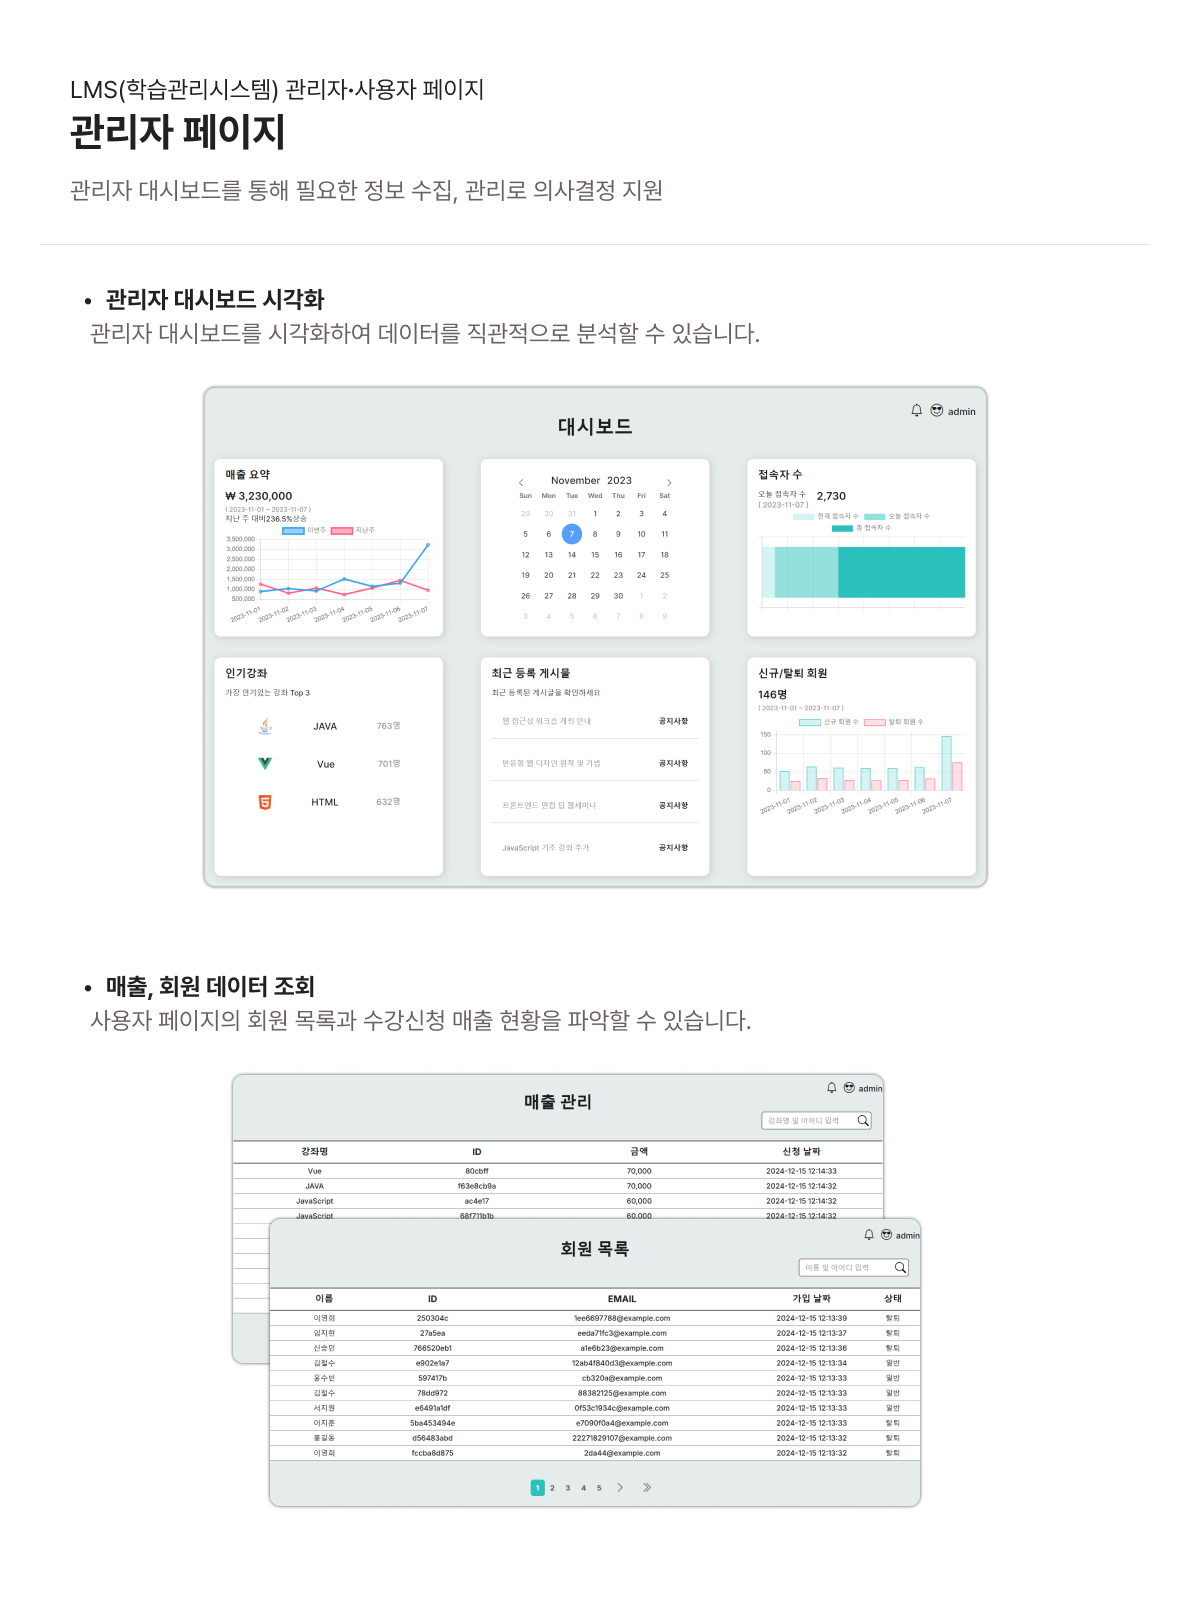 LMS(학습관리시스템) 관리자•사용자 페이지
관리자 페이지
관리자 대시보드를 통해 필요한 정보 수집, 관리로 의사결정 지원
• 관리자 대시보드 시각화
관리자 대시보드를 시각화하여 데이터를 직관적으로 분석할 수 있습니다.
admin
대시보드
매출 요약
₩ 3,230,000
( 2023-11-01 ~ 2023-11-07 )
지난 주 대비236.5%상승
이번주 지난주
3,500,000
3,000,000
2,500,000
2,000,000
1,500,000
1,000,000
500,000
2023-11-01 2023-11-02 2023-11-03 2023-11-04 2023-11-05 2023-11-06 2023-11-07
November 2023
Sun Mon Tue Wed Thu Fri Sat
29 30 31 1 2 3 4
5 6 7 8 9 10 11
12 13 14 15 16 17 18
19 20 21 22 23 24 25
26 27 28 29 30 1 2
3 4 5 6 7 8 9
접속자 수
오늘 접속자 수 2,730
( 2023-11-07 )
현재 접속자 수 오늘 접속자 수
총 접속자 수
인기강좌
가장 인기있는 강좌 Top 3
JAVA 763명
Vue 701명
HTML 632명
최근 등록 게시물
최근 등록된 게시글을 확인하세요
웹 접근성 워크숍 개최 안내 공지사항
반응형 웹 디자인 원칙 및 기법 공지사항
프론트엔드 면접 팁 웹세미나 공지사항
JavaScript 기초 강좌 추가 공지사항
신규/탈퇴 회원
146명
( 2023-11-01 ~ 2023-11-07 )
신규 회원 수 탈퇴 회원 수
150
100
50
0
2023-11-01 2023-11-02 2023-11-03 2023-11-04 2023-11-05 2023-11-06 2023-11-07
• 매출, 회원 데이터 조회
사용자 페이지의 회원 목록과 수강신청 매출 현황을 파악할 수 있습니다.
admin
매출 관리
강좌명 및 아이디 입력
강좌명 ID 금액 신청 날짜
Vue 80cbff 70,000 2024-12-15 12:14:33
JAVA f63e8cb9a 70,000 2024-12-15 12:14:32
JavaScript ac4e17 60,000 2024-12-15 12:14:32
JavaScript 68f711b1b 60,000 2024-12-15 12:14:32
admin
회원 목록
이름 및 아이디 입력
이름 ID EMAIL 가입 날짜 상태
이영희 250304c 1ee6697788@example.com 2024-12-15 12:13:39 탈퇴
임지현 27a5ea eeda71fc3@example.com 2024-12-15 12:13:37 탈퇴
신승민 766520eb1 a1e6b23@example.com 2024-12-15 12:13:36 탈퇴
김철수 e902e1a7 12ab4f840d3@example.com 2024-12-15 12:13:34 일반
윤수빈 597417b cb320a@example.com 2024-12-15 12:13:33 일반
김철수 78dd972 88382125@example.com 2024-12-15 12:13:33 일반
서지원 e6491a1df 0f53c1934c@example.com 2024-12-15 12:13:33 일반
이지훈 5ba453494e e7090f0a4@example.com 2024-12-15 12:13:33 탈퇴
홍길동 d56483abd 22271829107@example.com 2024-12-15 12:13:32 탈퇴
이영희 fccba8d875 2da44@example.com 2024-12-15 12:13:32 탈퇴
1 2 3 4 5